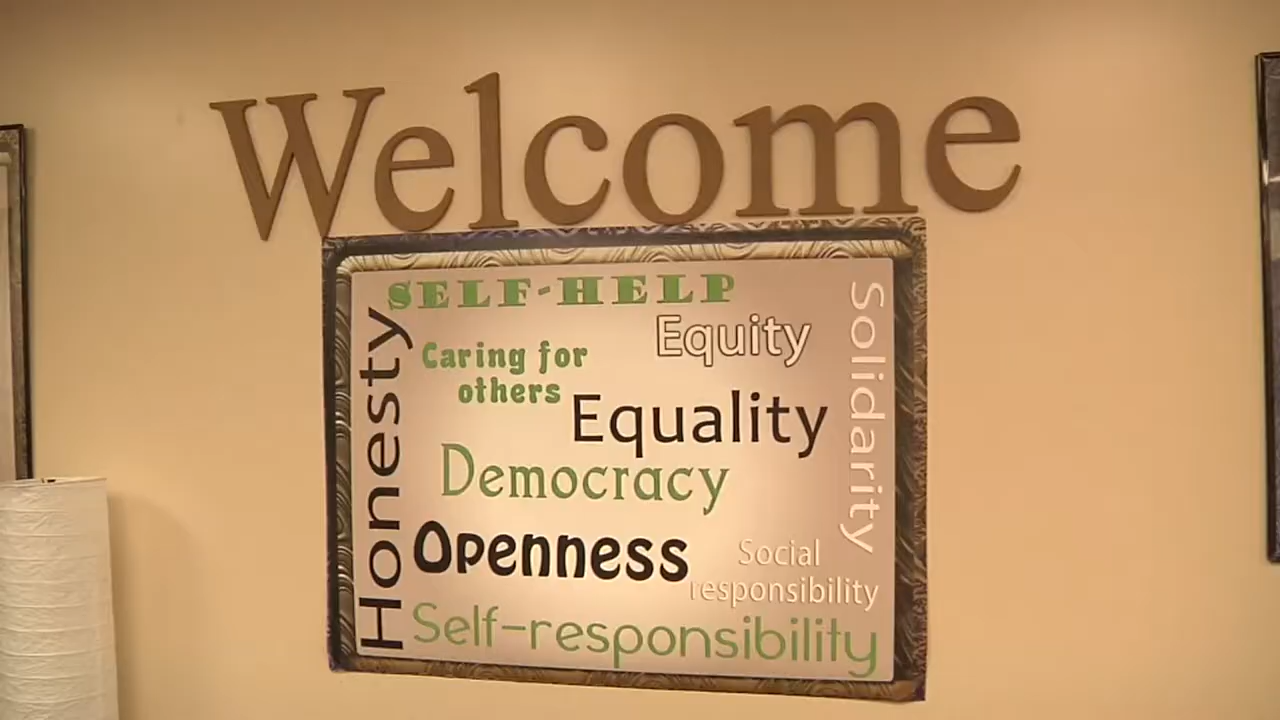 Welcome
SELF-HELP
Honesty
Equity
Solidarity
Caring for
others
Equality
Democracy
Openness
Social
responsibility
Self-responsibility